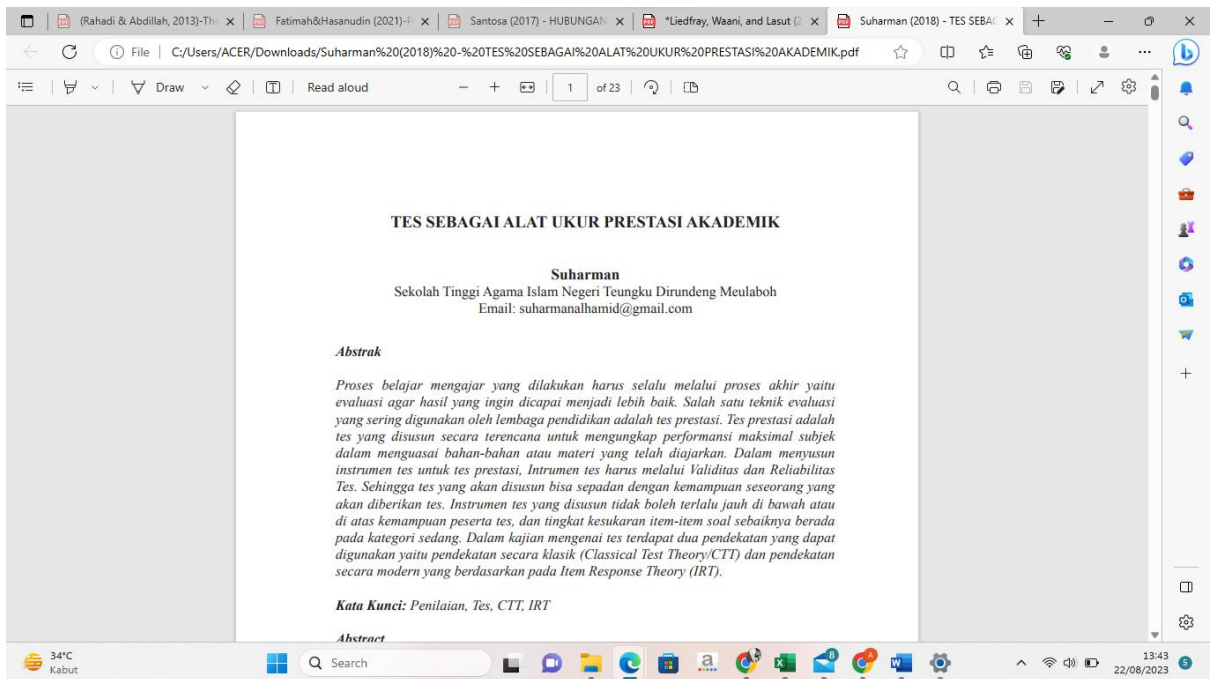 (Rahadi & Abdillah, 2013)-The
Fatimah&Hasanudin (2021)-P
Santosa (2017) - HUBUNGAN
*Liedfray, Waani, and Lasut (2
Suharman (2018) - TES SEBAG
File C:/Users/ACER/Downloads/Suharman%20(2018)%20-%20TES%20SEBAGAI%20ALAT%20UKUR%20PRESTASI%20AKADEMIK.pdf
Draw Read aloud 1 of 23
TES SEBAGAI ALAT UKUR PRESTASI AKADEMIK
Suharman
Sekolah Tinggi Agama Islam Negeri Teungku Dirundeng Meulaboh
Email: suharmanalhamid@gmail.com
Abstrak
Proses belajar mengajar yang dilakukan harus selalu melalui proses akhir yaitu
evaluasi agar hasil yang ingin dicapai menjadi lebih baik. Salah satu teknik evaluasi
yang sering digunakan oleh lembaga pendidikan adalah tes prestasi. Tes prestasi adalah
tes yang disusun secara terencana untuk mengungkap performansi maksimal subjek
dalam menguasai bahan-bahan atau materi yang telah diajarkan. Dalam menyusun
instrumen tes untuk tes prestasi, Intrumen tes harus melalui Validitas dan Reliabilitas
Tes. Sehingga tes yang akan disusun bisa sepadan dengan kemampuan seseorang yang
akan diberikan tes. Instrumen tes yang disusun tidak boleh terlalu jauh di bawah atau
di atas kemampuan peserta tes, dan tingkat kesukaran item-item soal sebaiknya berada
pada kategori sedang. Dalam kajian mengenai tes terdapat dua pendekatan yang dapat
digunakan yaitu pendekatan secara klasik (Classical Test Theory/CTT) dan pendekatan
secara modern yang berdasarkan pada Item Response Theory (IRT).
Kata Kunci: Penilaian, Tes, CTT, IRT
Abstract
34°C
Kabut
Search
13:43
22/08/2023
5